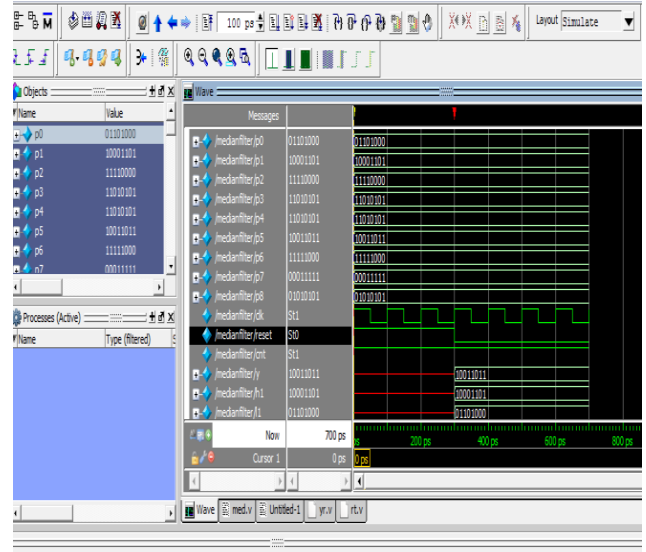 100 ps
Layout Simulate
Objects
Name Value
p0 01101000
p1 10001101
p2 11110000
p3 11010101
p4 11010101
p5 10011011
p6 11111000
p7 00011111
Processes (Active)
Name Type (filtered)
Wave
Messages
/medianfilter/p0 01101000 01101000
/medianfilter/p1 10001101 10001101
/medianfilter/p2 11110000 11110000
/medianfilter/p3 11010101 11010101
/medianfilter/p4 11010101 11010101
/medianfilter/p5 10011011 10011011
/medianfilter/p6 11111000 11111000
/medianfilter/p7 00011111 00011111
/medianfilter/p8 01010101 01010101
/medianfilter/clk St1
/medianfilter/reset St0
/medianfilter/cnt St1
/medianfilter/y 10011011 10011011
/medianfilter/h1 10001101 10001101
/medianfilter/l1 01101000 01101000
Now 700 ps ps 200 ps 400 ps 600 ps 800 ps
Cursor 1 0 ps 0 ps
Wave med.v Untitled-1 yr.v rt.v